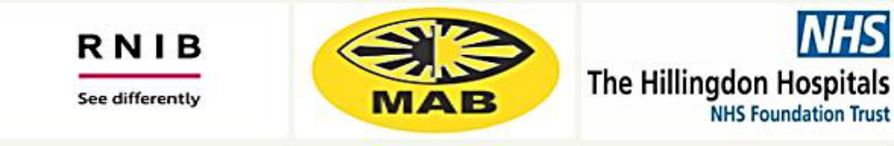 RNIB
See differently
MAB
NHS
The Hillingdon Hospitals
NHS Foundation Trust